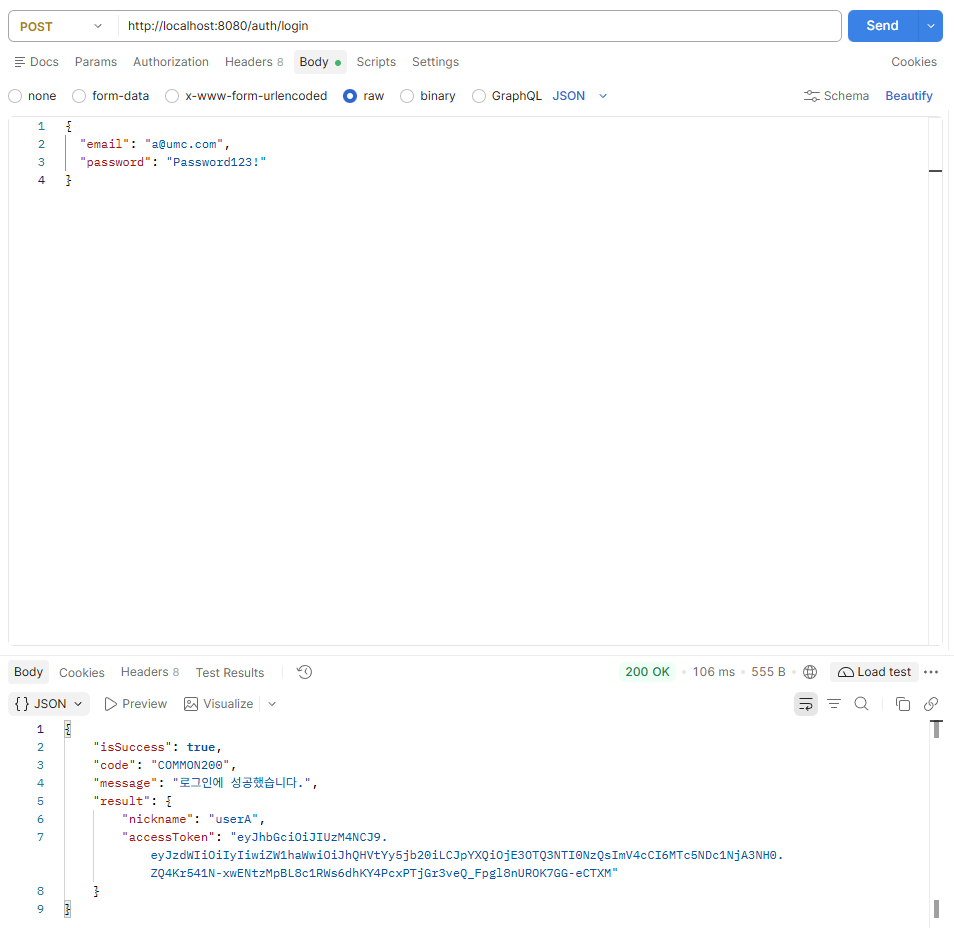 POST http://localhost:8080/auth/login Send
Docs Params Authorization Headers 8 Body Scripts Settings Cookies
none form-data x-www-form-urlencoded raw binary GraphQL JSON Schema Beautify
1 {
2 "email": "a@umc.com",
3 "password": "Password123!"
4 }
Body Cookies Headers 8 Test Results 200 OK • 106 ms • 555 B • Load test
{} JSON Preview Visualize
1 {
2 "isSuccess": true,
3 "code": "COMMON200",
4 "message": "로그인에 성공했습니다.",
5 "result": {
6 "nickname": "userA",
7 "accessToken": "eyJhbGciOiJIUzM4NCJ9.
eyJzdWIiOiIyIiwiZW1haWwiOiJhQHVtYy5jb20iLCJpYXQiOjE3OTQ3NTI0NzQsImV4cCI6MTc5NDc1NjA3NH0.
ZQ4Kr541N-xwENtzMpBL8c1RWs6dhKY4PcxPTjGr3veQ_Fpgl8nUROK7GG-eCTXM"
8 }
9 }